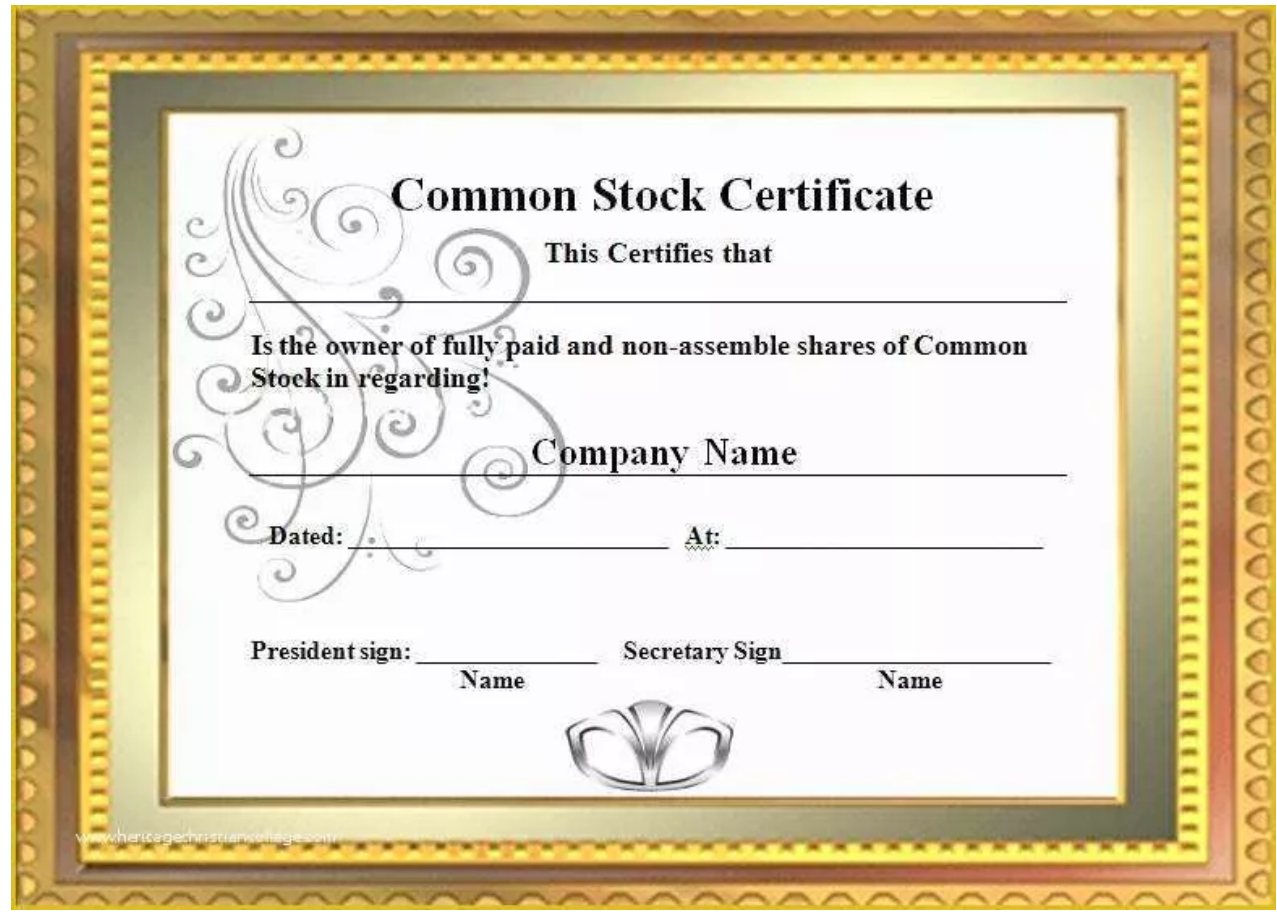 Common Stock Certificate
This Certifies that
Is the owner of fully paid and non-assemble shares of Common
Stock in regarding!
Company Name
Dated: At:
President sign: Secretary Sign
Name Name
www.heritagechristiancollege.com